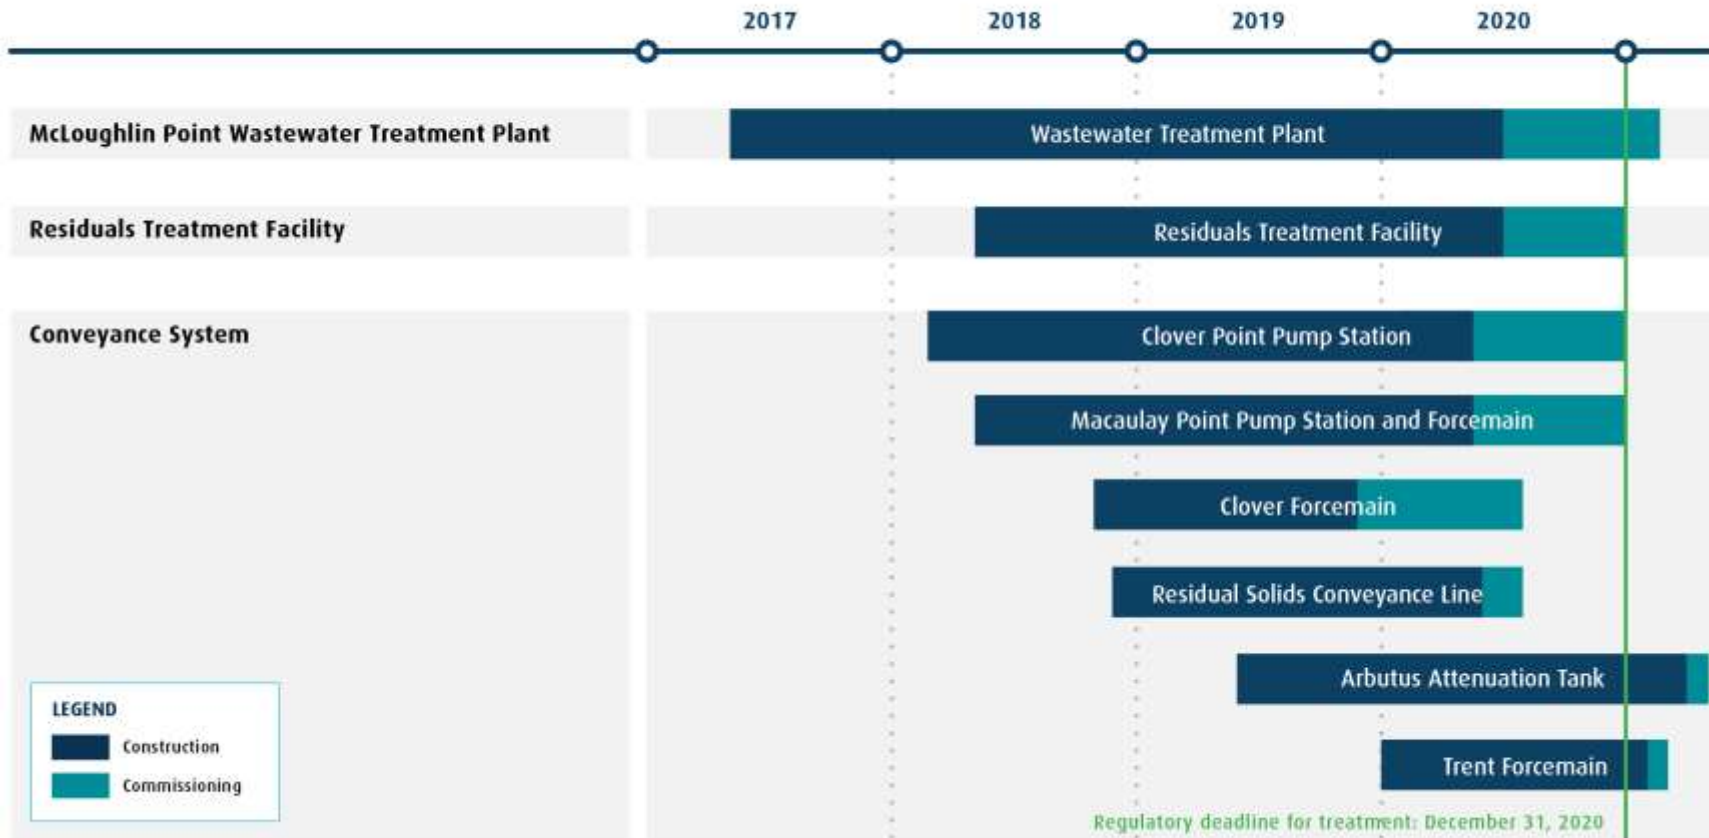 2017 2018 2019 2020
McLoughlin Point Wastewater Treatment Plant
Wastewater Treatment Plant
Residuals Treatment Facility
Residuals Treatment Facility
Conveyance System
Clover Point Pump Station
Macaulay Point Pump Station and Forcemain
Clover Forcemain
Residual Solids Conveyance Line
Arbutus Attenuation Tank
Trent Forcemain
LEGEND
Construction
Commissioning
Regulatory deadline for treatment: December 31, 2020